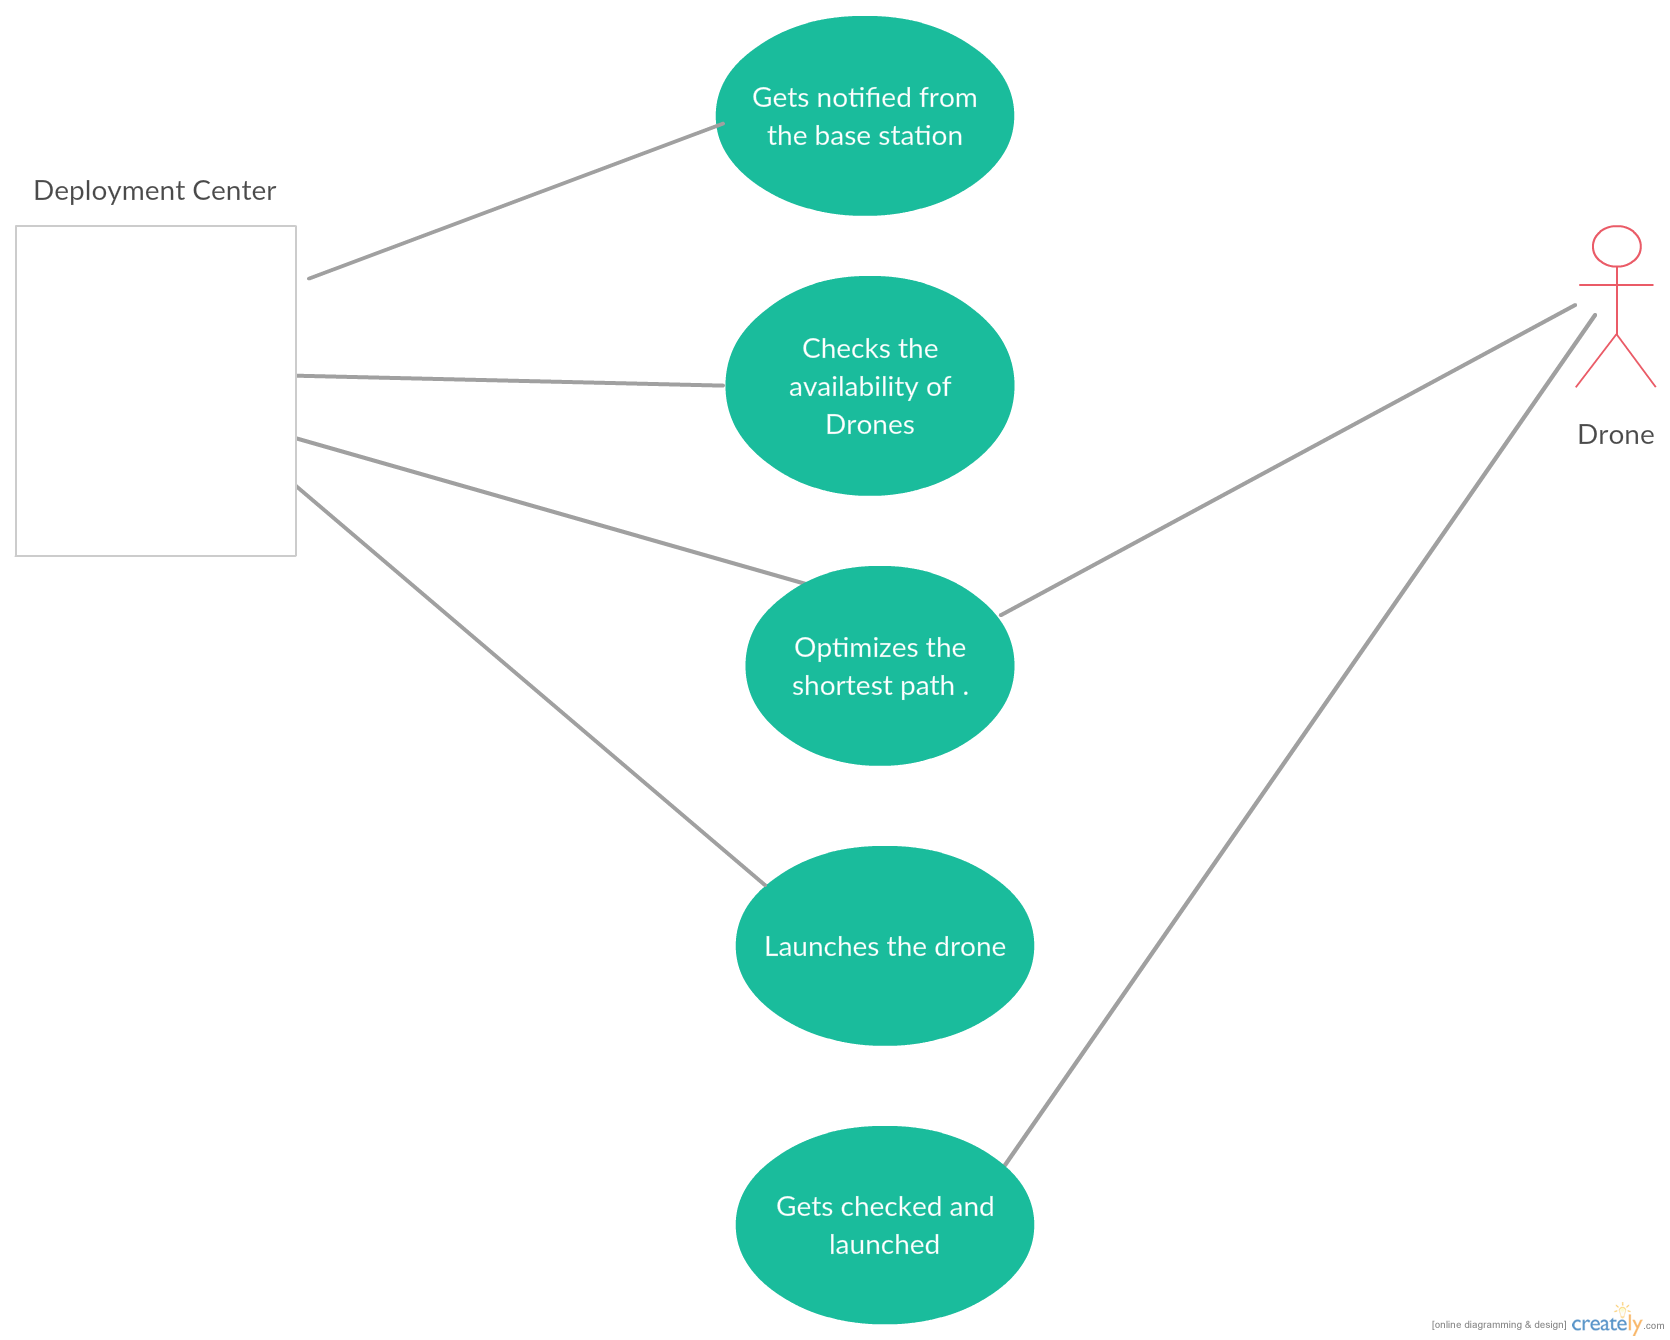 Gets notified from
the base station
Deployment Center
Checks the
availability of
Drones
Drone
Optimizes the
shortest path .
Launches the drone
Gets checked and
launched
[online diagramming & design] creately.com